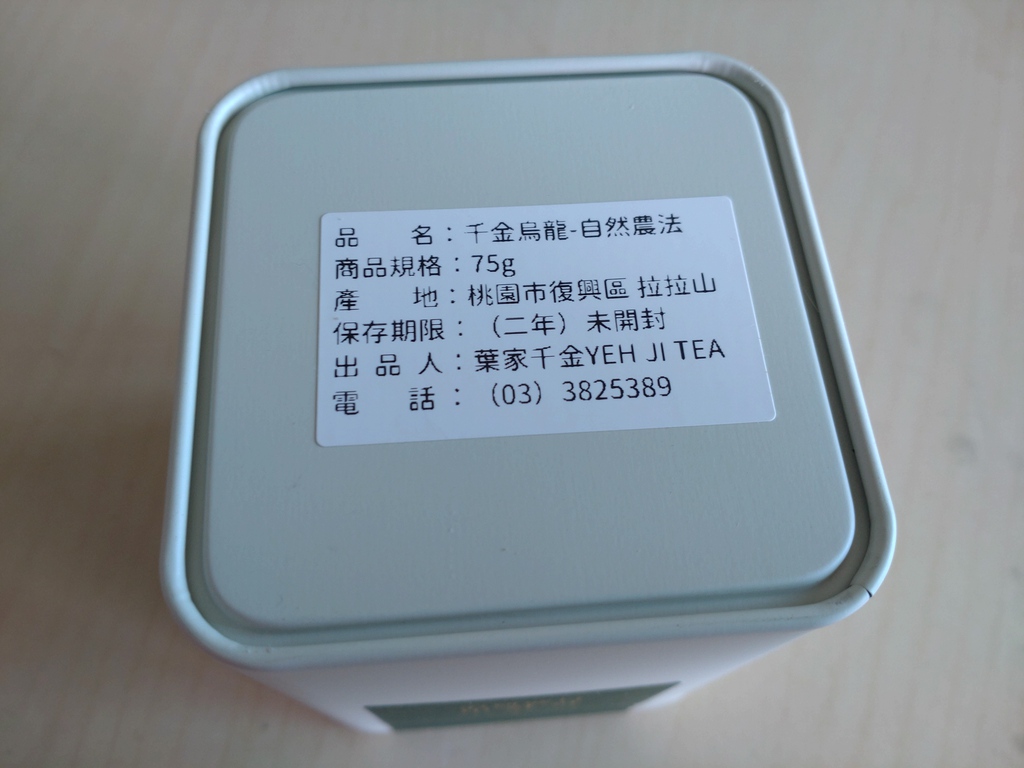 品名：千金烏龍-自然農法
商品規格：75g
產地：桃園市復興區 拉拉山
保存期限：（二年）未開封
出品人：葉家千金YEH JI TEA
電話：（03）3825389